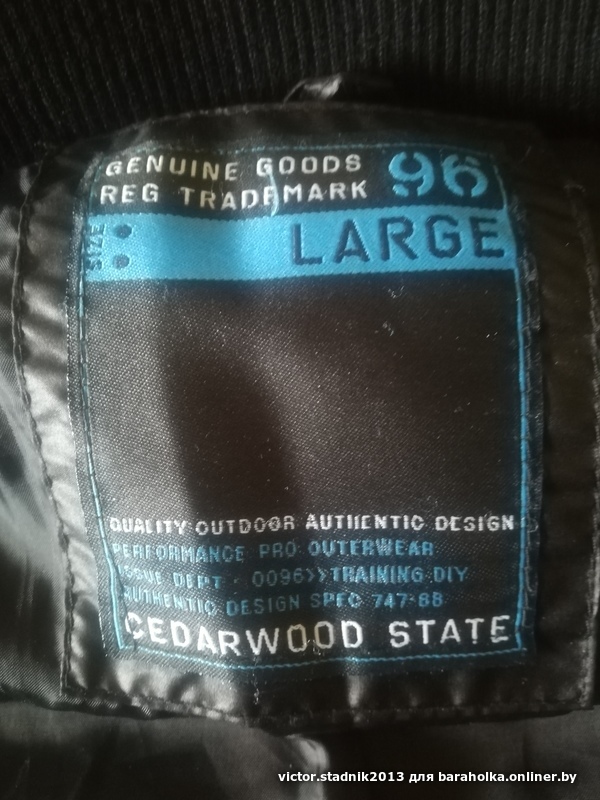 GENUINE GOODS
REG TRADEMARK
96
SIZE : LARGE
QUALITY OUTDOOR AUTHENTIC DESIGN
PERFORMANCE PRO OUTERWEAR
ISSUE DEPT - 0096>>TRAINING DIV
AUTHENTIC DESIGN SPEC 747-88
CEDARWOOD STATE
victor.stadnik2013 для baraholka.onliner.by